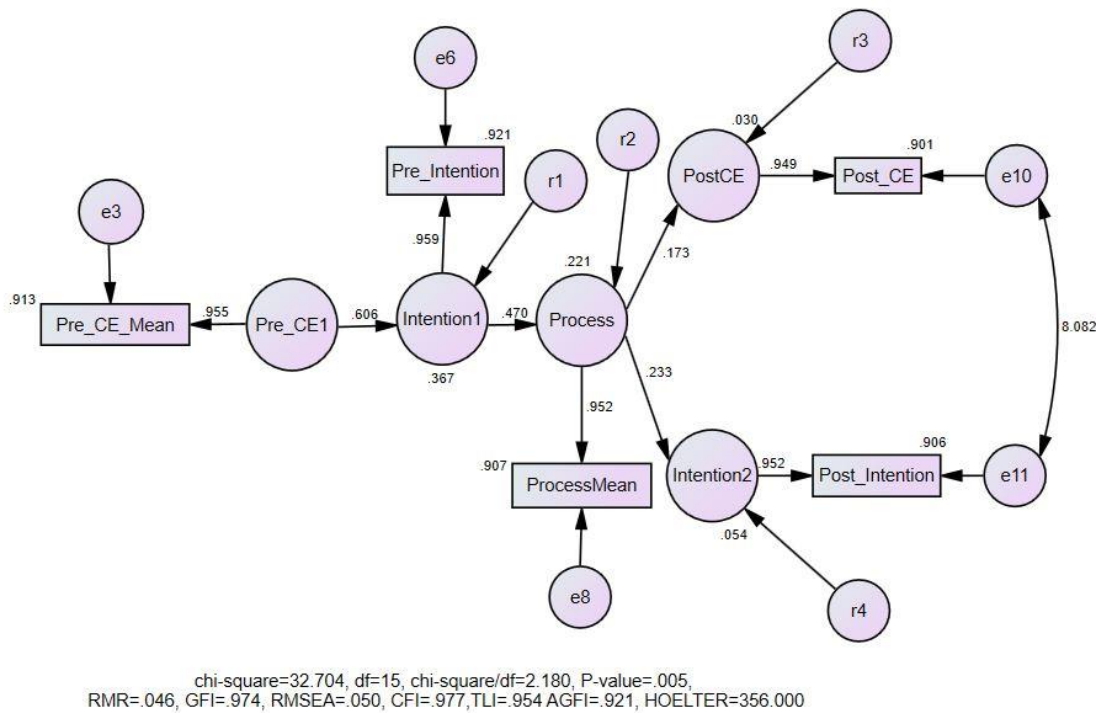 r3
e6
.921
.030
r2
.901
Pre_Intention
r1
PostCE
.949
Post_CE
e10
e3
.959
.173
.221
.913
Pre_CE_Mean
.955
Pre_CE1
.606
Intention1
.470
Process
8.082
.367
.233
.952
.907
ProcessMean
Intention2
.952
.906
Post_Intention
e11
.054
e8
r4
chi-square=32.704, df=15, chi-square/df=2.180, P-value=.005,
RMR=.046, GFI=.974, RMSEA=.050, CFI=.977,TLI=.954 AGFI=.921, HOELTER=356.000